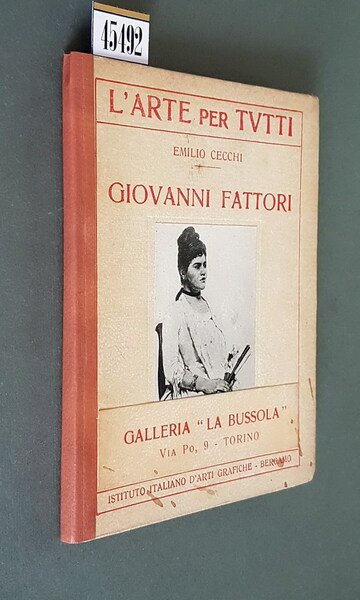 45492
L'ARTE PER TVTTI
EMILIO CECCHI
GIOVANNI FATTORI
GALLERIA "LA BUSSOLA"
VIA PO, 9 - TORINO
ISTITUTO ITALIANO D'ARTI GRAFICHE - BERGAMO